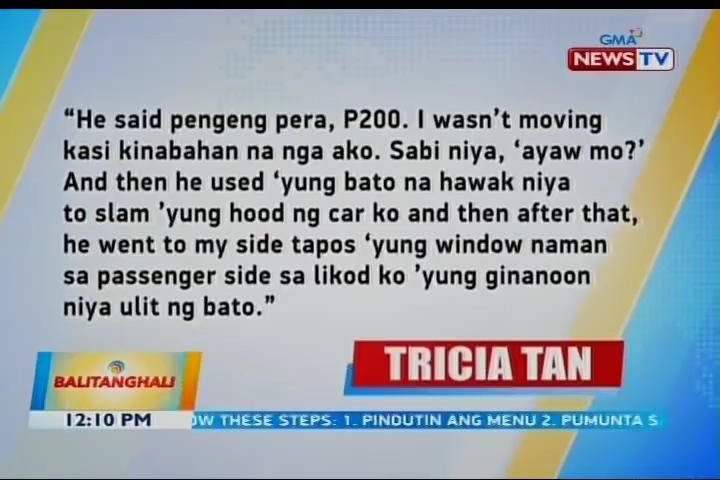 GMA
NEWS TV
“He said pengeng pera, P200. I wasn’t moving
kasi kinabahan na nga ako. Sabi niya, ‘ayaw mo?’
And then he used ‘yung bato na hawak niya
to slam ’yung hood ng car ko and then after that,
he went to my side tapos ‘yung window naman
sa passenger side sa likod ko ’yung ginanoon
niya ulit ng bato.”
TRICIA TAN
BALITANGHALI
12:10 PM
OW THESE STEPS: 1. PINDUTIN ANG MENU 2. PUMUNTA S